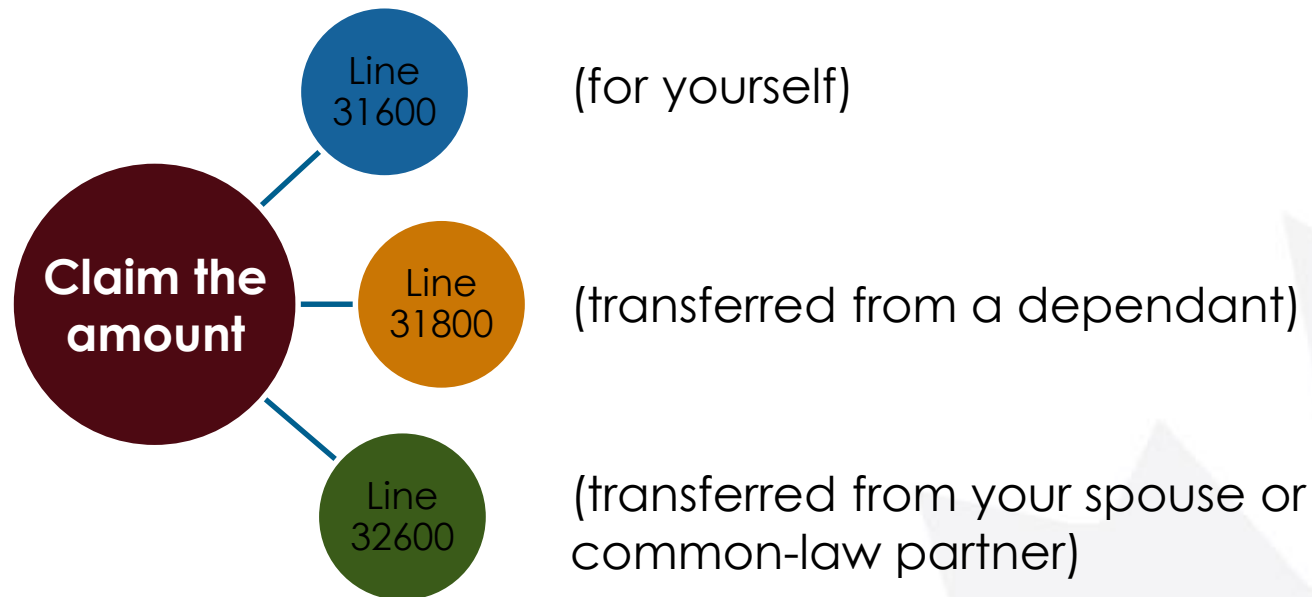 Claim the
amount
Line
31600
(for yourself)
Line
31800
(transferred from a dependant)
Line
32600
(transferred from your spouse or
common-law partner)